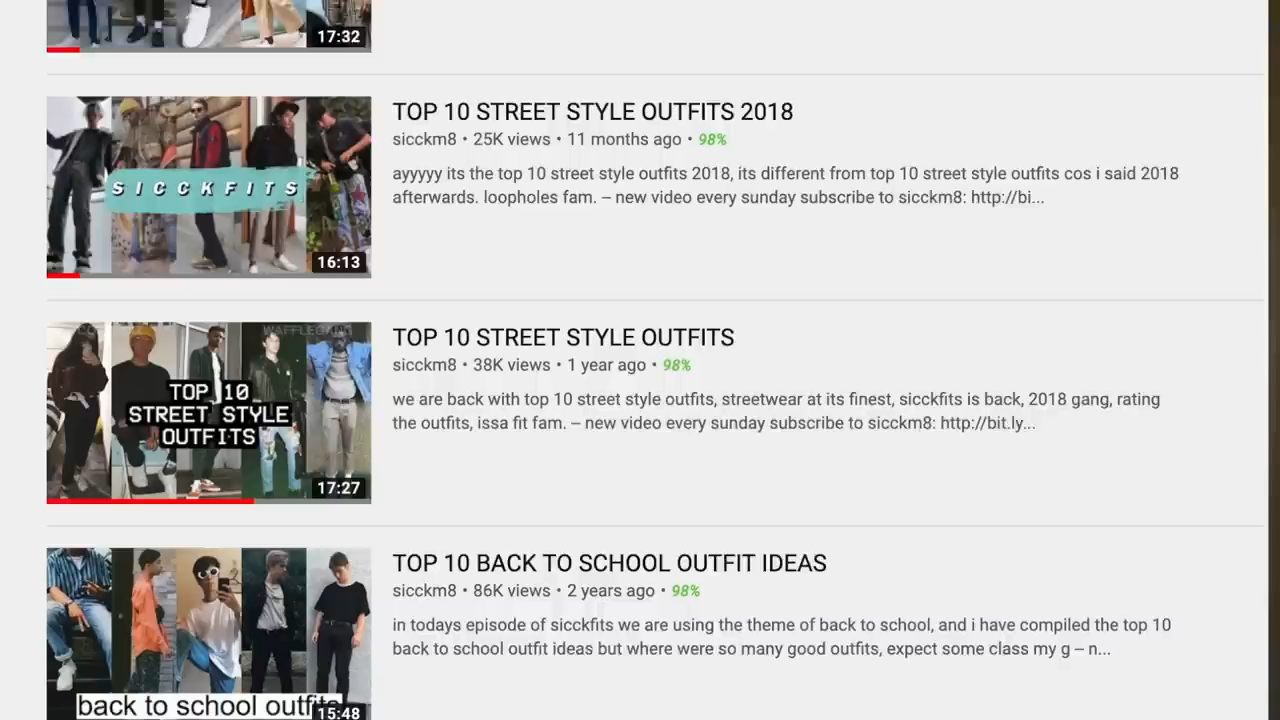 17:32
TOP 10 STREET STYLE OUTFITS 2018
sicckm8 • 25K views • 11 months ago • 98%
ayyyyy its the top 10 street style outfits 2018, its different from top 10 street style outfits cos i said 2018
afterwards. loopholes fam. – new video every sunday subscribe to sicckm8: http://bi...
SICCKFITS
16:13
TOP 10 STREET STYLE OUTFITS
sicckm8 • 38K views • 1 year ago • 98%
we are back with top 10 street style outfits, streetwear at its finest, sicckfits is back, 2018 gang, rating
the outfits, issa fit fam. – new video every sunday subscribe to sicckm8: http://bit.ly...
WAFFLEGANG
TOP 10
STREET STYLE
OUTFITS
17:27
TOP 10 BACK TO SCHOOL OUTFIT IDEAS
sicckm8 • 86K views • 2 years ago • 98%
in todays episode of sicckfits we are using the theme of back to school, and i have compiled the top 10
back to school outfit ideas but where were so many good outfits, expect some class my g – n...
back to school outfits
15:48